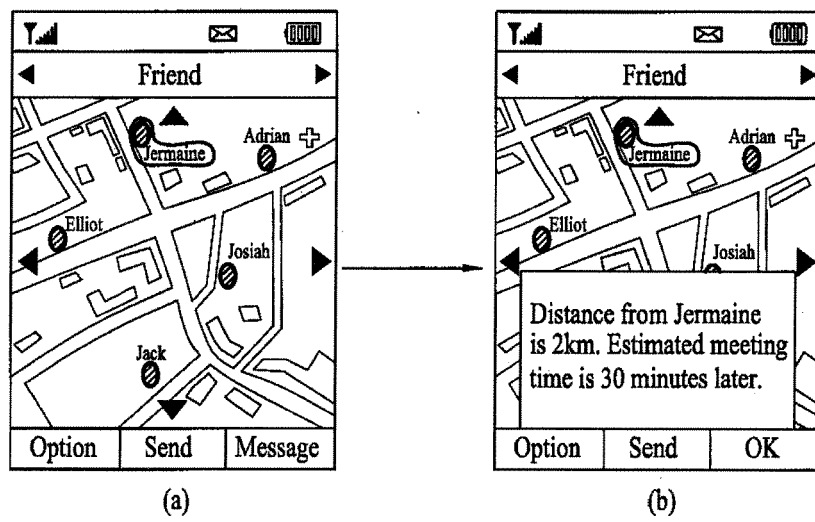 Friend
Jermaine
Adrian
Elliot
Josiah
Jack
Option
Send
Message
(a)
Friend
Jermaine
Adrian
Elliot
Josiah
Distance from Jermaine
is 2km. Estimated meeting
time is 30 minutes later.
Option
Send
OK
(b)